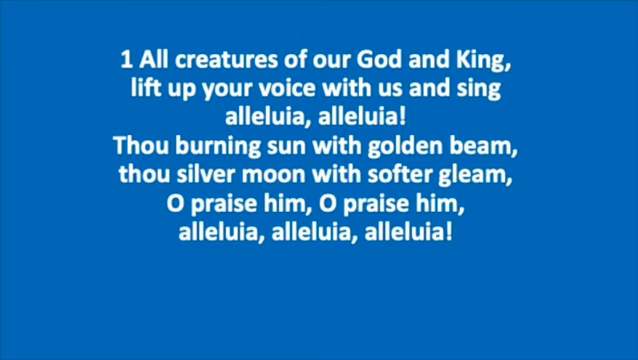 1 All creatures of our God and King,
lift up your voice with us and sing
alleluia, alleluia!
Thou burning sun with golden beam,
thou silver moon with softer gleam,
O praise him, O praise him,
alleluia, alleluia, alleluia!